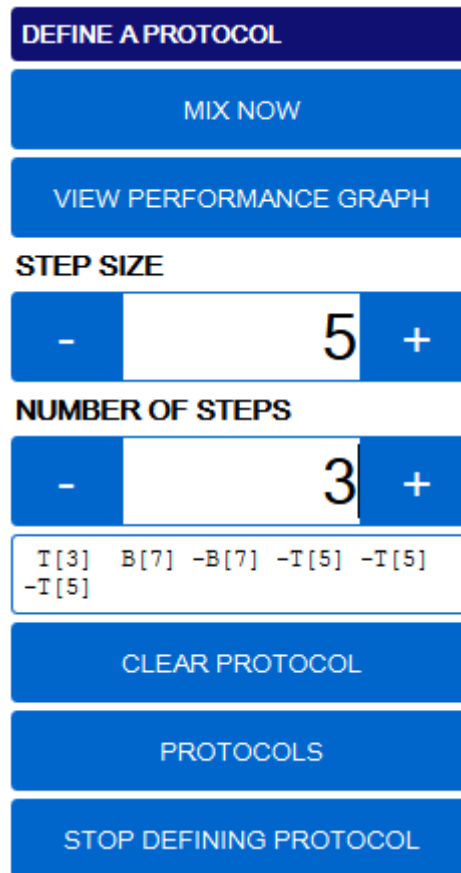 DEFINE A PROTOCOL
MIX NOW
VIEW PERFORMANCE GRAPH
STEP SIZE
- 5 +
NUMBER OF STEPS
- 3 +
T[3] B[7] -B[7] -T[5] -T[5]
-T[5]
CLEAR PROTOCOL
PROTOCOLS
STOP DEFINING PROTOCOL